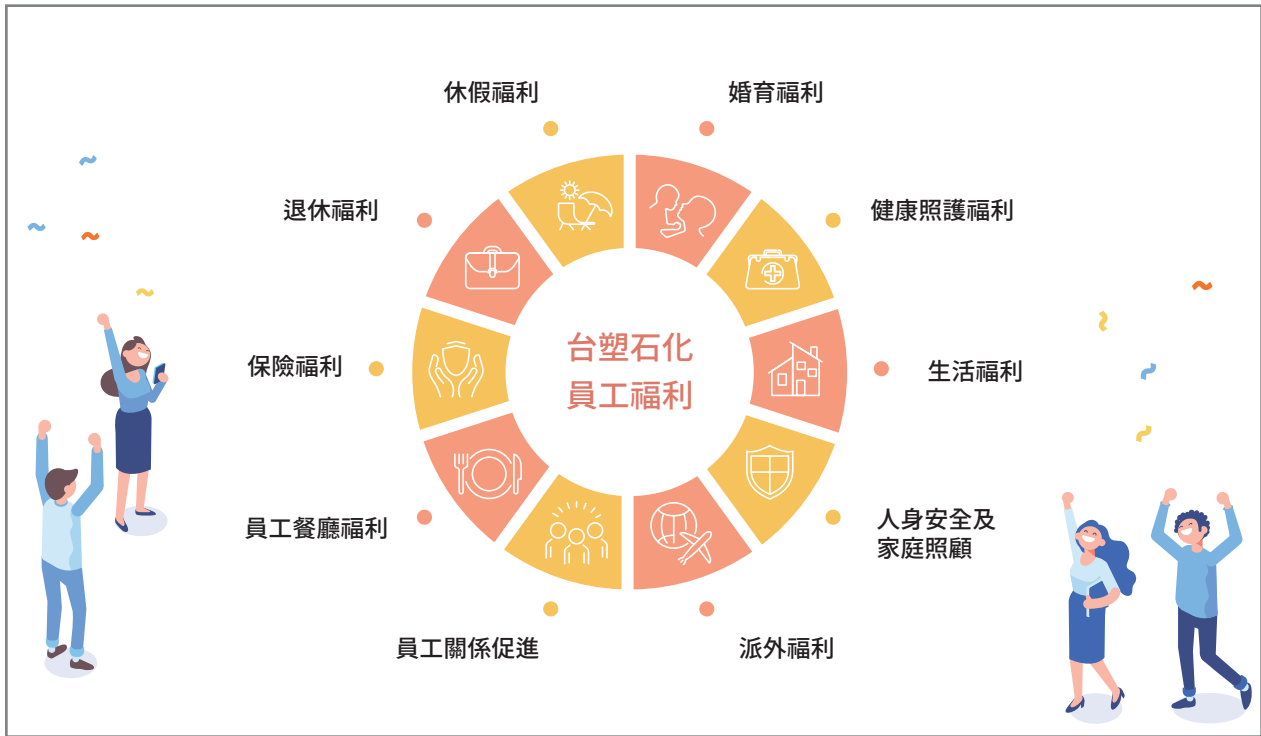 休假福利
婚育福利
退休福利
健康照護福利
台塑石化
員工福利
保險福利
生活福利
員工餐廳福利
人身安全及
家庭照顧
員工關係促進
派外福利